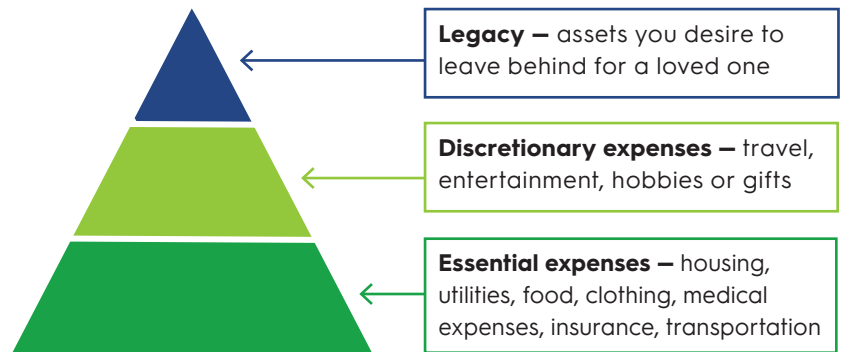 Legacy — assets you desire to
leave behind for a loved one
Discretionary expenses — travel,
entertainment, hobbies or gifts
Essential expenses — housing,
utilities, food, clothing, medical
expenses, insurance, transportation